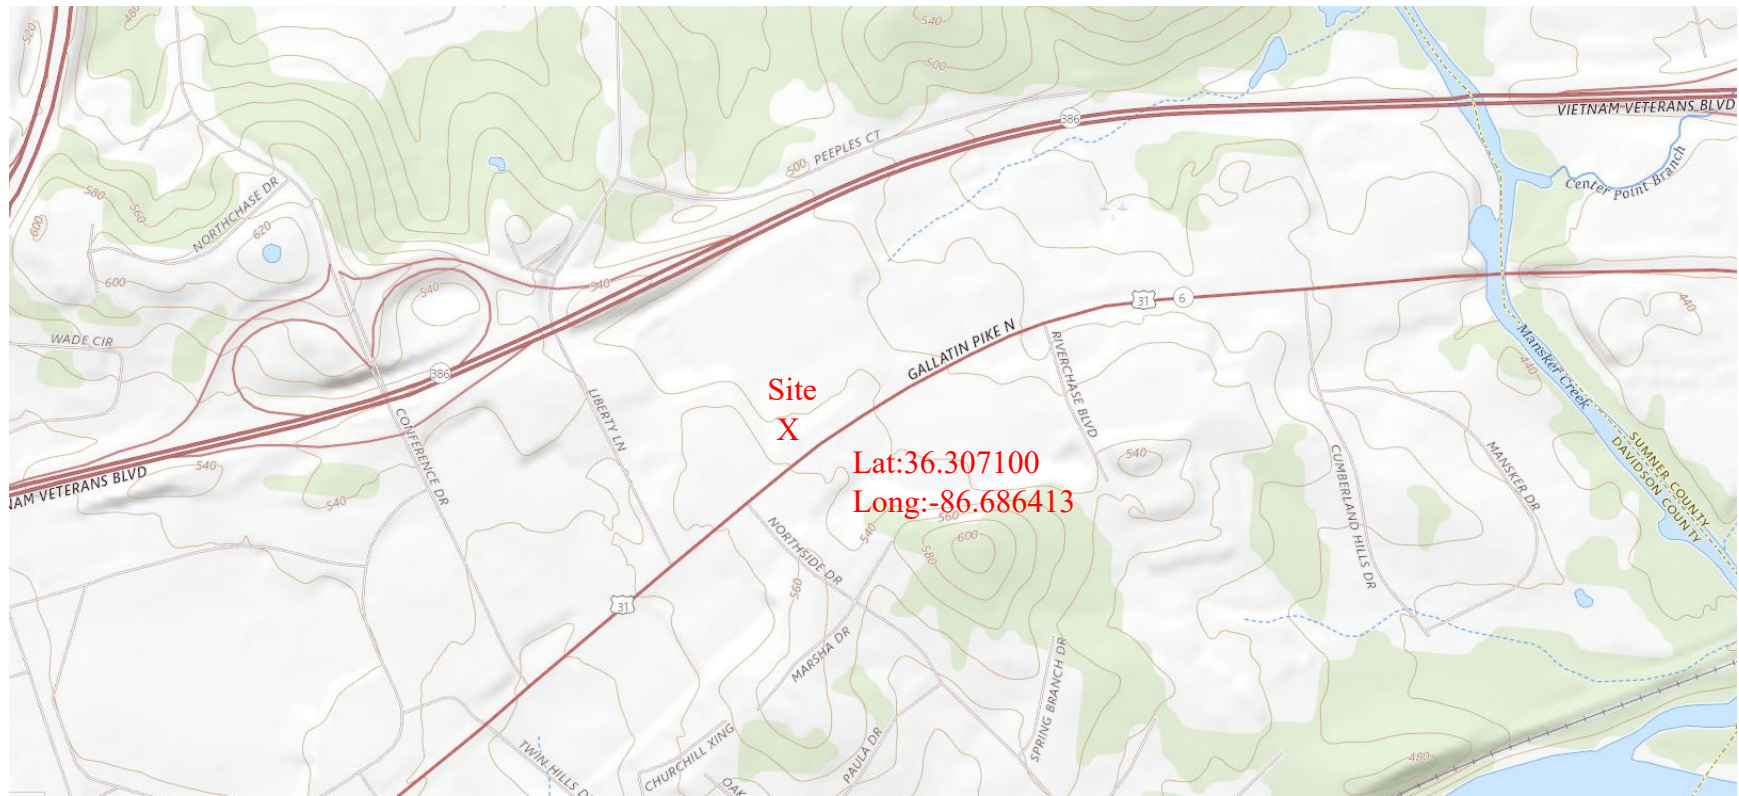 520
480
540
500
386
VIETNAM VETERANS BLVD
PEEPLES CT
500
Center Point Branch
580
560
600
NORTHCHASE DR
620
600
540
540
31
6
440
WADE CIR
GALLATIN PIKE N
RIVERCHASE BLVD
Mansker Creek
440
386
Site
X
LIBERTY LN
CONFERENCE DR
540
NAM VETERANS BLVD
540
Lat:36.307100
Long:-86.686413
540
560
540
600
580
CUMBERLAND HILLS DR
MANSKER DR
SUMNER COUNTY
DAVIDSON COUNTY
NORTHSIDE DR
560
31
MARSHA DR
SPRING BRANCH DR
TWIN HILLS D
CHURCHILL XING
PAULA DR
OAK
480